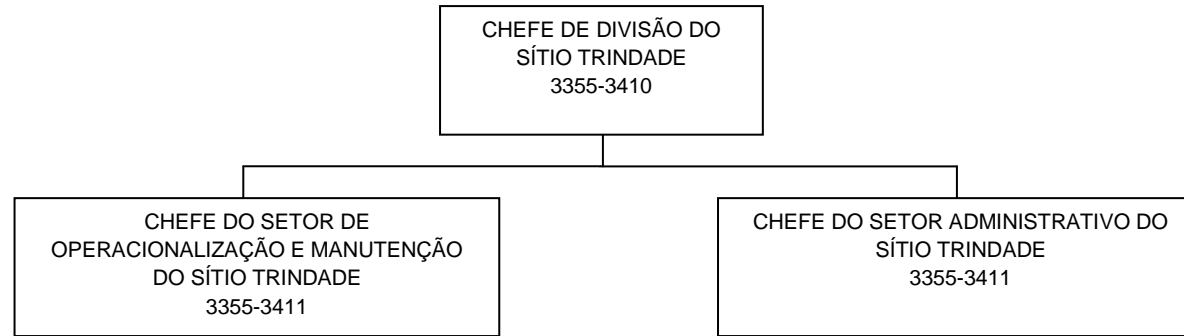 CHEFE DE DIVISÃO DO
SÍTIO TRINDADE
3355-3410
CHEFE DO SETOR DE
OPERACIONALIZAÇÃO E MANUTENÇÃO
DO SÍTIO TRINDADE
3355-3411
CHEFE DO SETOR ADMINISTRATIVO DO
SÍTIO TRINDADE
3355-3411